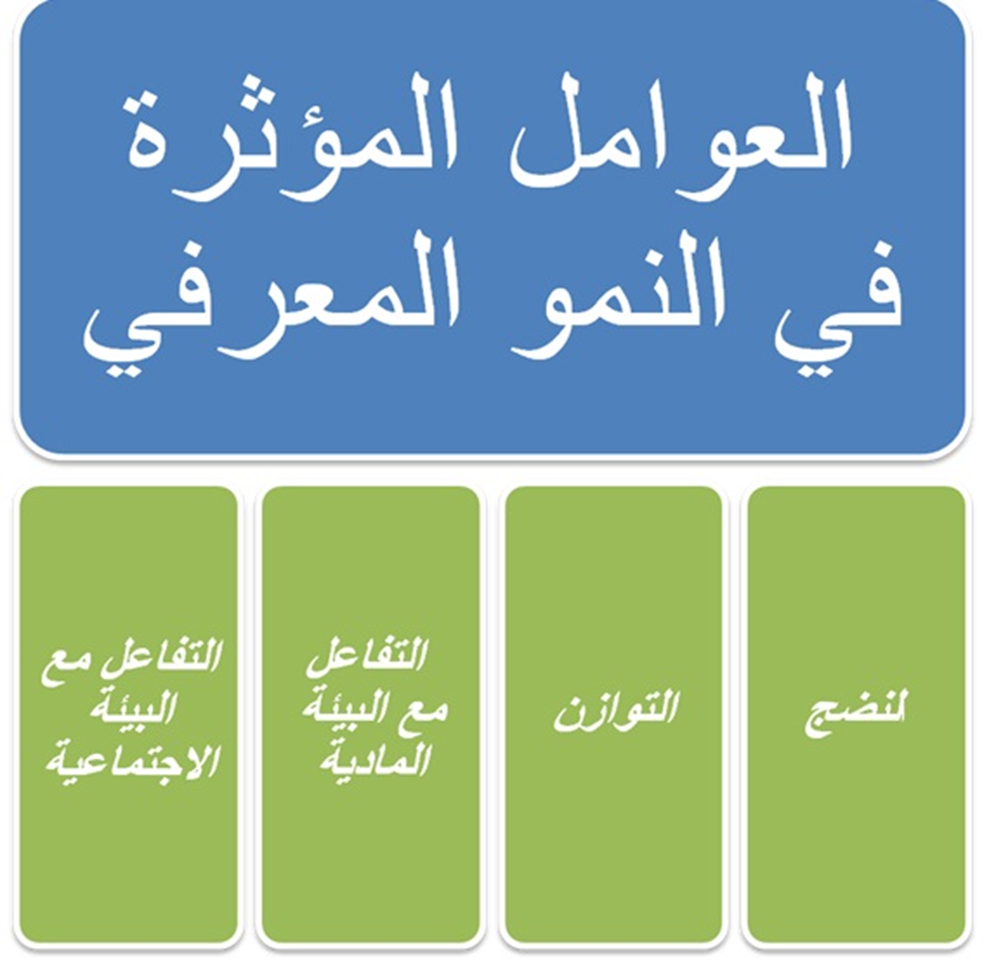 العوامل المؤثرة
في النمو المعرفي
لنضج
التوازن
التفاعل
مع البيئة
المادية
التفاعل مع
البيئة
الاجتماعية